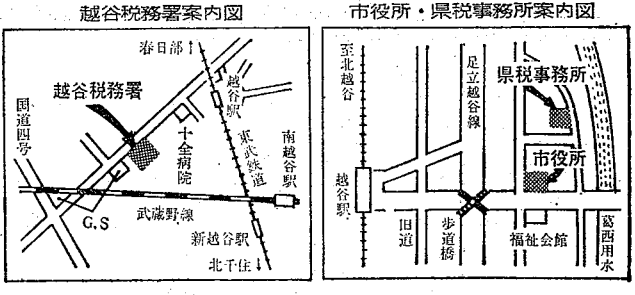 越谷税務署案内図
春日部↑
越谷税務署
越谷駅
国道四号
十全病院
東武鉄道
南越谷駅
G.S
武蔵野線
新越谷駅
北千住↓
市役所・県税事務所案内図
至北越谷
足立越谷線
県税事務所
市役所
越谷駅
旧道
歩道橋
福祉会館
葛西用水